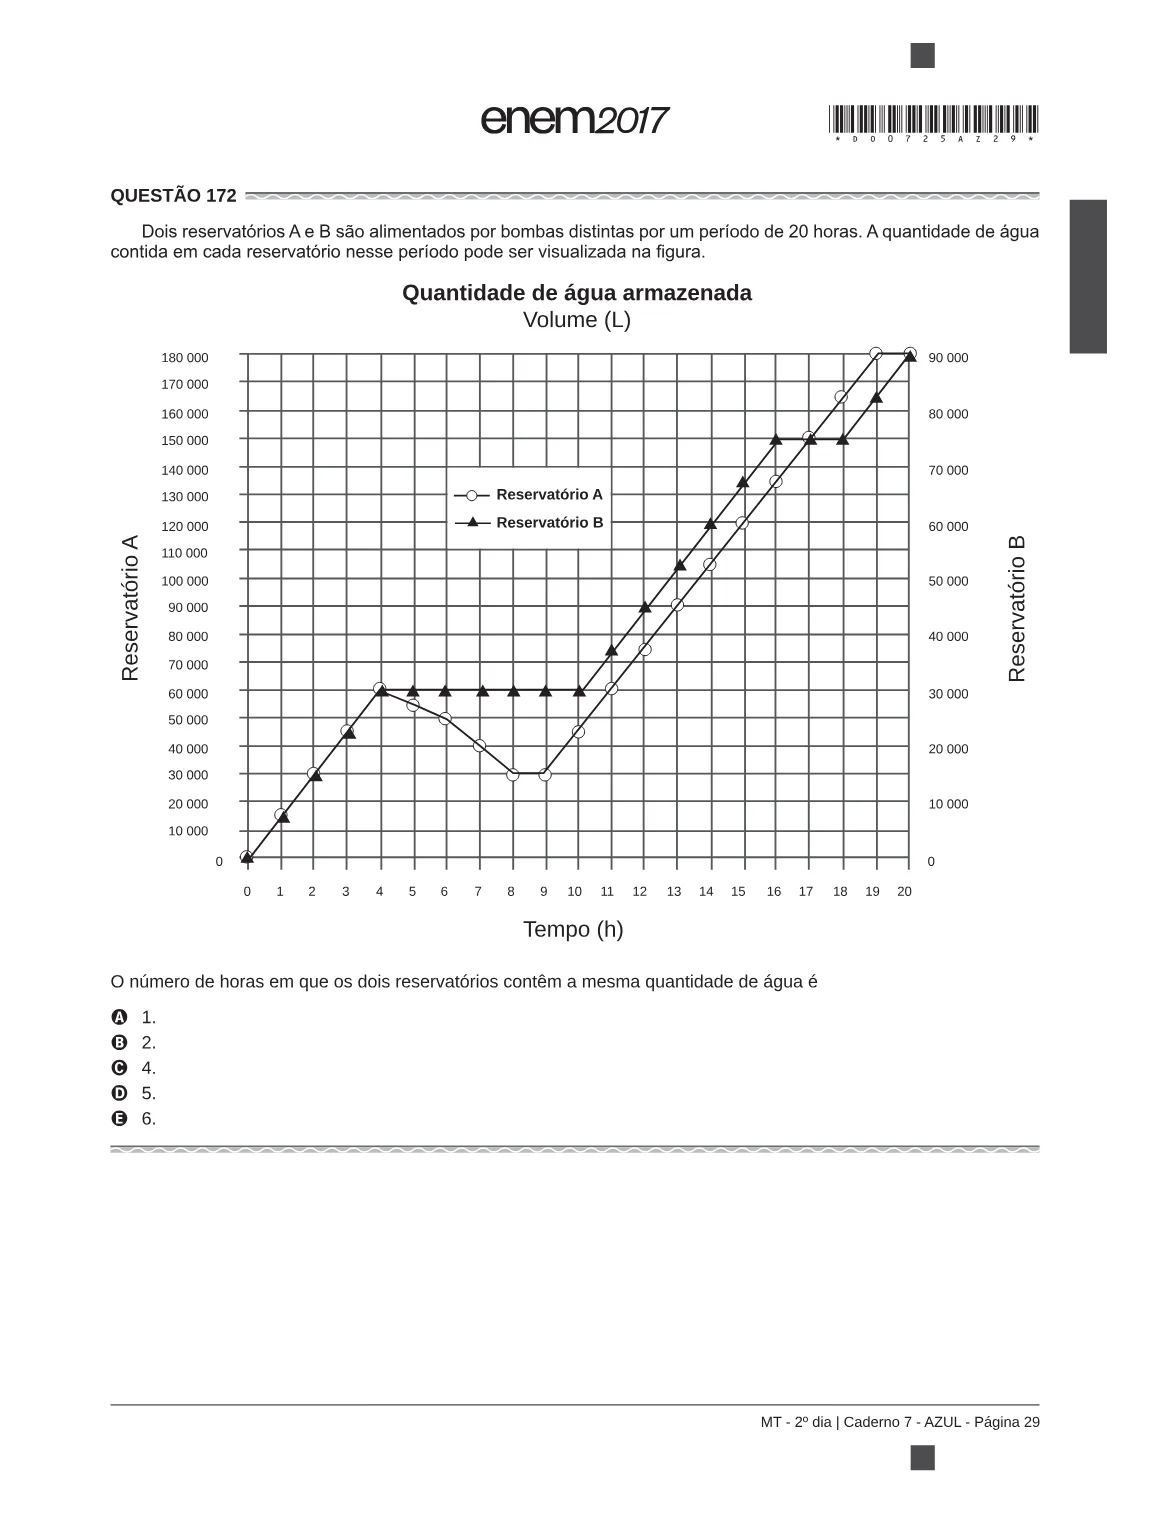 enem2017
*D00725AZ29*
QUESTÃO 172
Dois reservatórios A e B são alimentados por bombas distintas por um período de 20 horas. A quantidade de água
contida em cada reservatório nesse período pode ser visualizada na figura.
Quantidade de água armazenada
Volume (L)
180 000
170 000
160 000
150 000
140 000
130 000
120 000
110 000
100 000
90 000
80 000
70 000
60 000
50 000
40 000
30 000
20 000
10 000
0
Reservatório A
Reservatório A
Reservatório B
90 000
80 000
70 000
60 000
50 000
40 000
30 000
20 000
10 000
0
Reservatório B
0 1 2 3 4 5 6 7 8 9 10 11 12 13 14 15 16 17 18 19 20
Tempo (h)
O número de horas em que os dois reservatórios contêm a mesma quantidade de água é
A 1.
B 2.
C 4.
D 5.
E 6.
MT - 2º dia | Caderno 7 - AZUL - Página 29